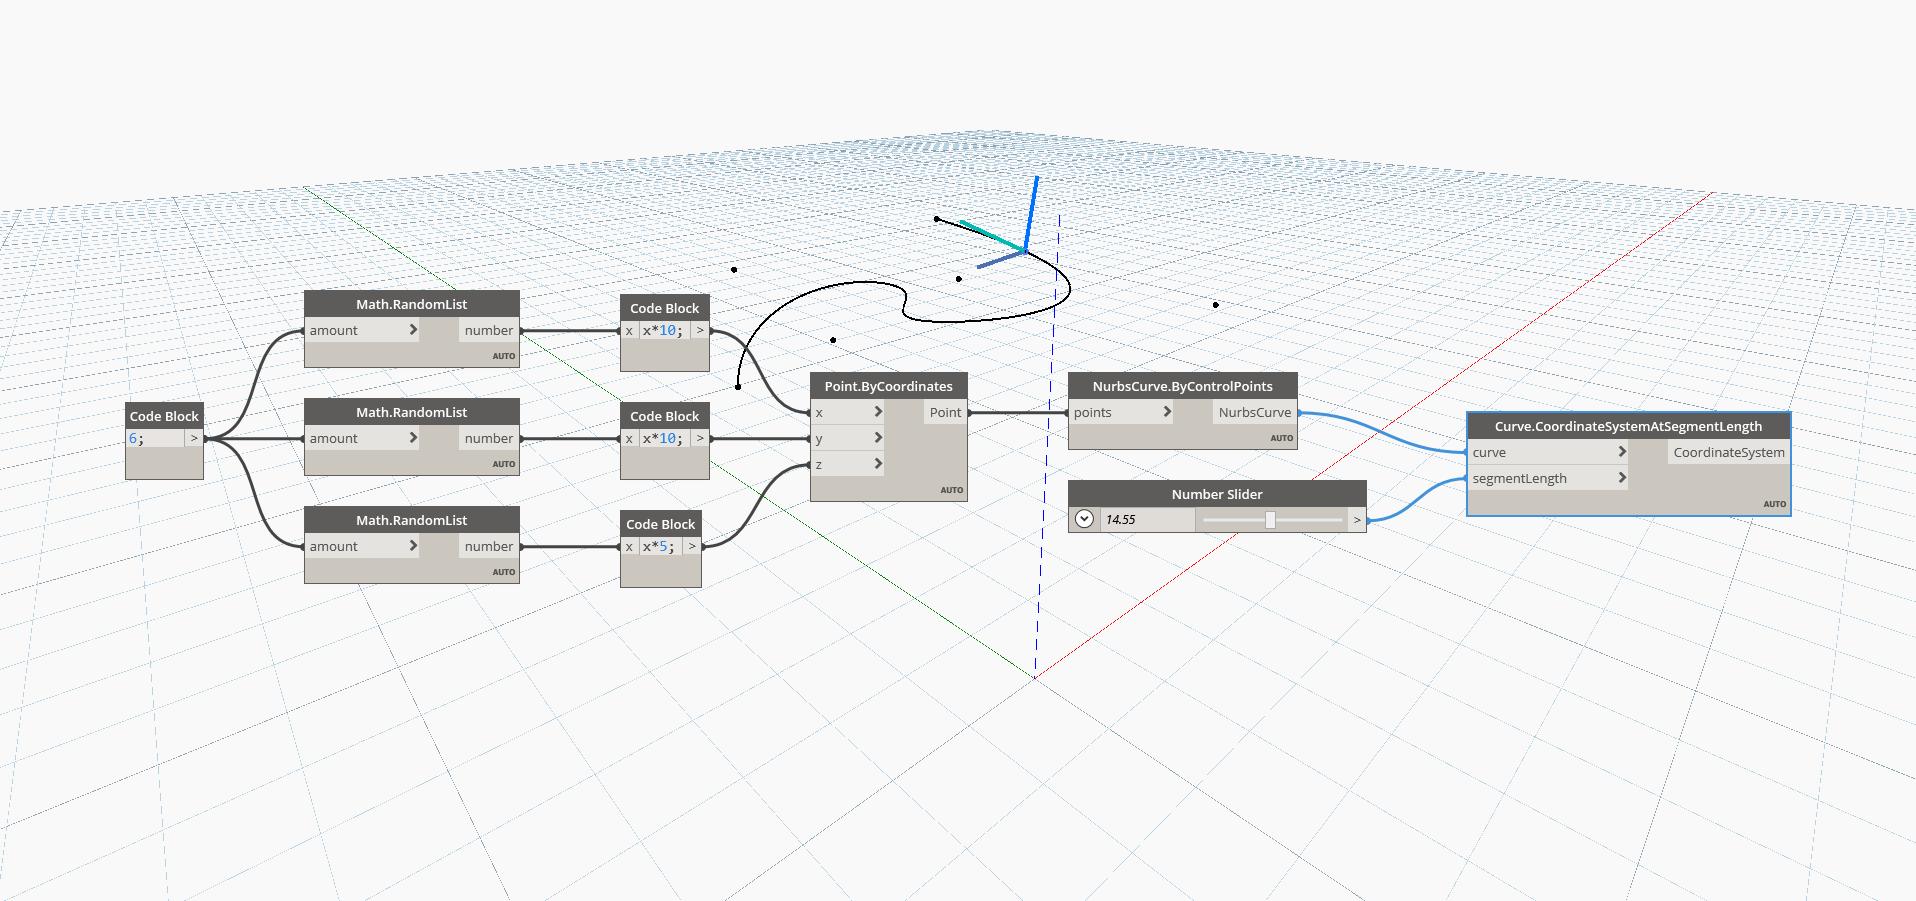 Code Block
6; >
Math.RandomList
amount > number
AUTO
Math.RandomList
amount > number
AUTO
Math.RandomList
amount > number
AUTO
Code Block
x x*10; >
Code Block
x x*10; >
Code Block
x x*5; >
Point.ByCoordinates
x > Point
y >
z >
AUTO
NurbsCurve.ByControlPoints
points > NurbsCurve
AUTO
Number Slider
14.55 >
Curve.CoordinateSystemAtSegmentLength
curve > CoordinateSystem
segmentLength >
AUTO